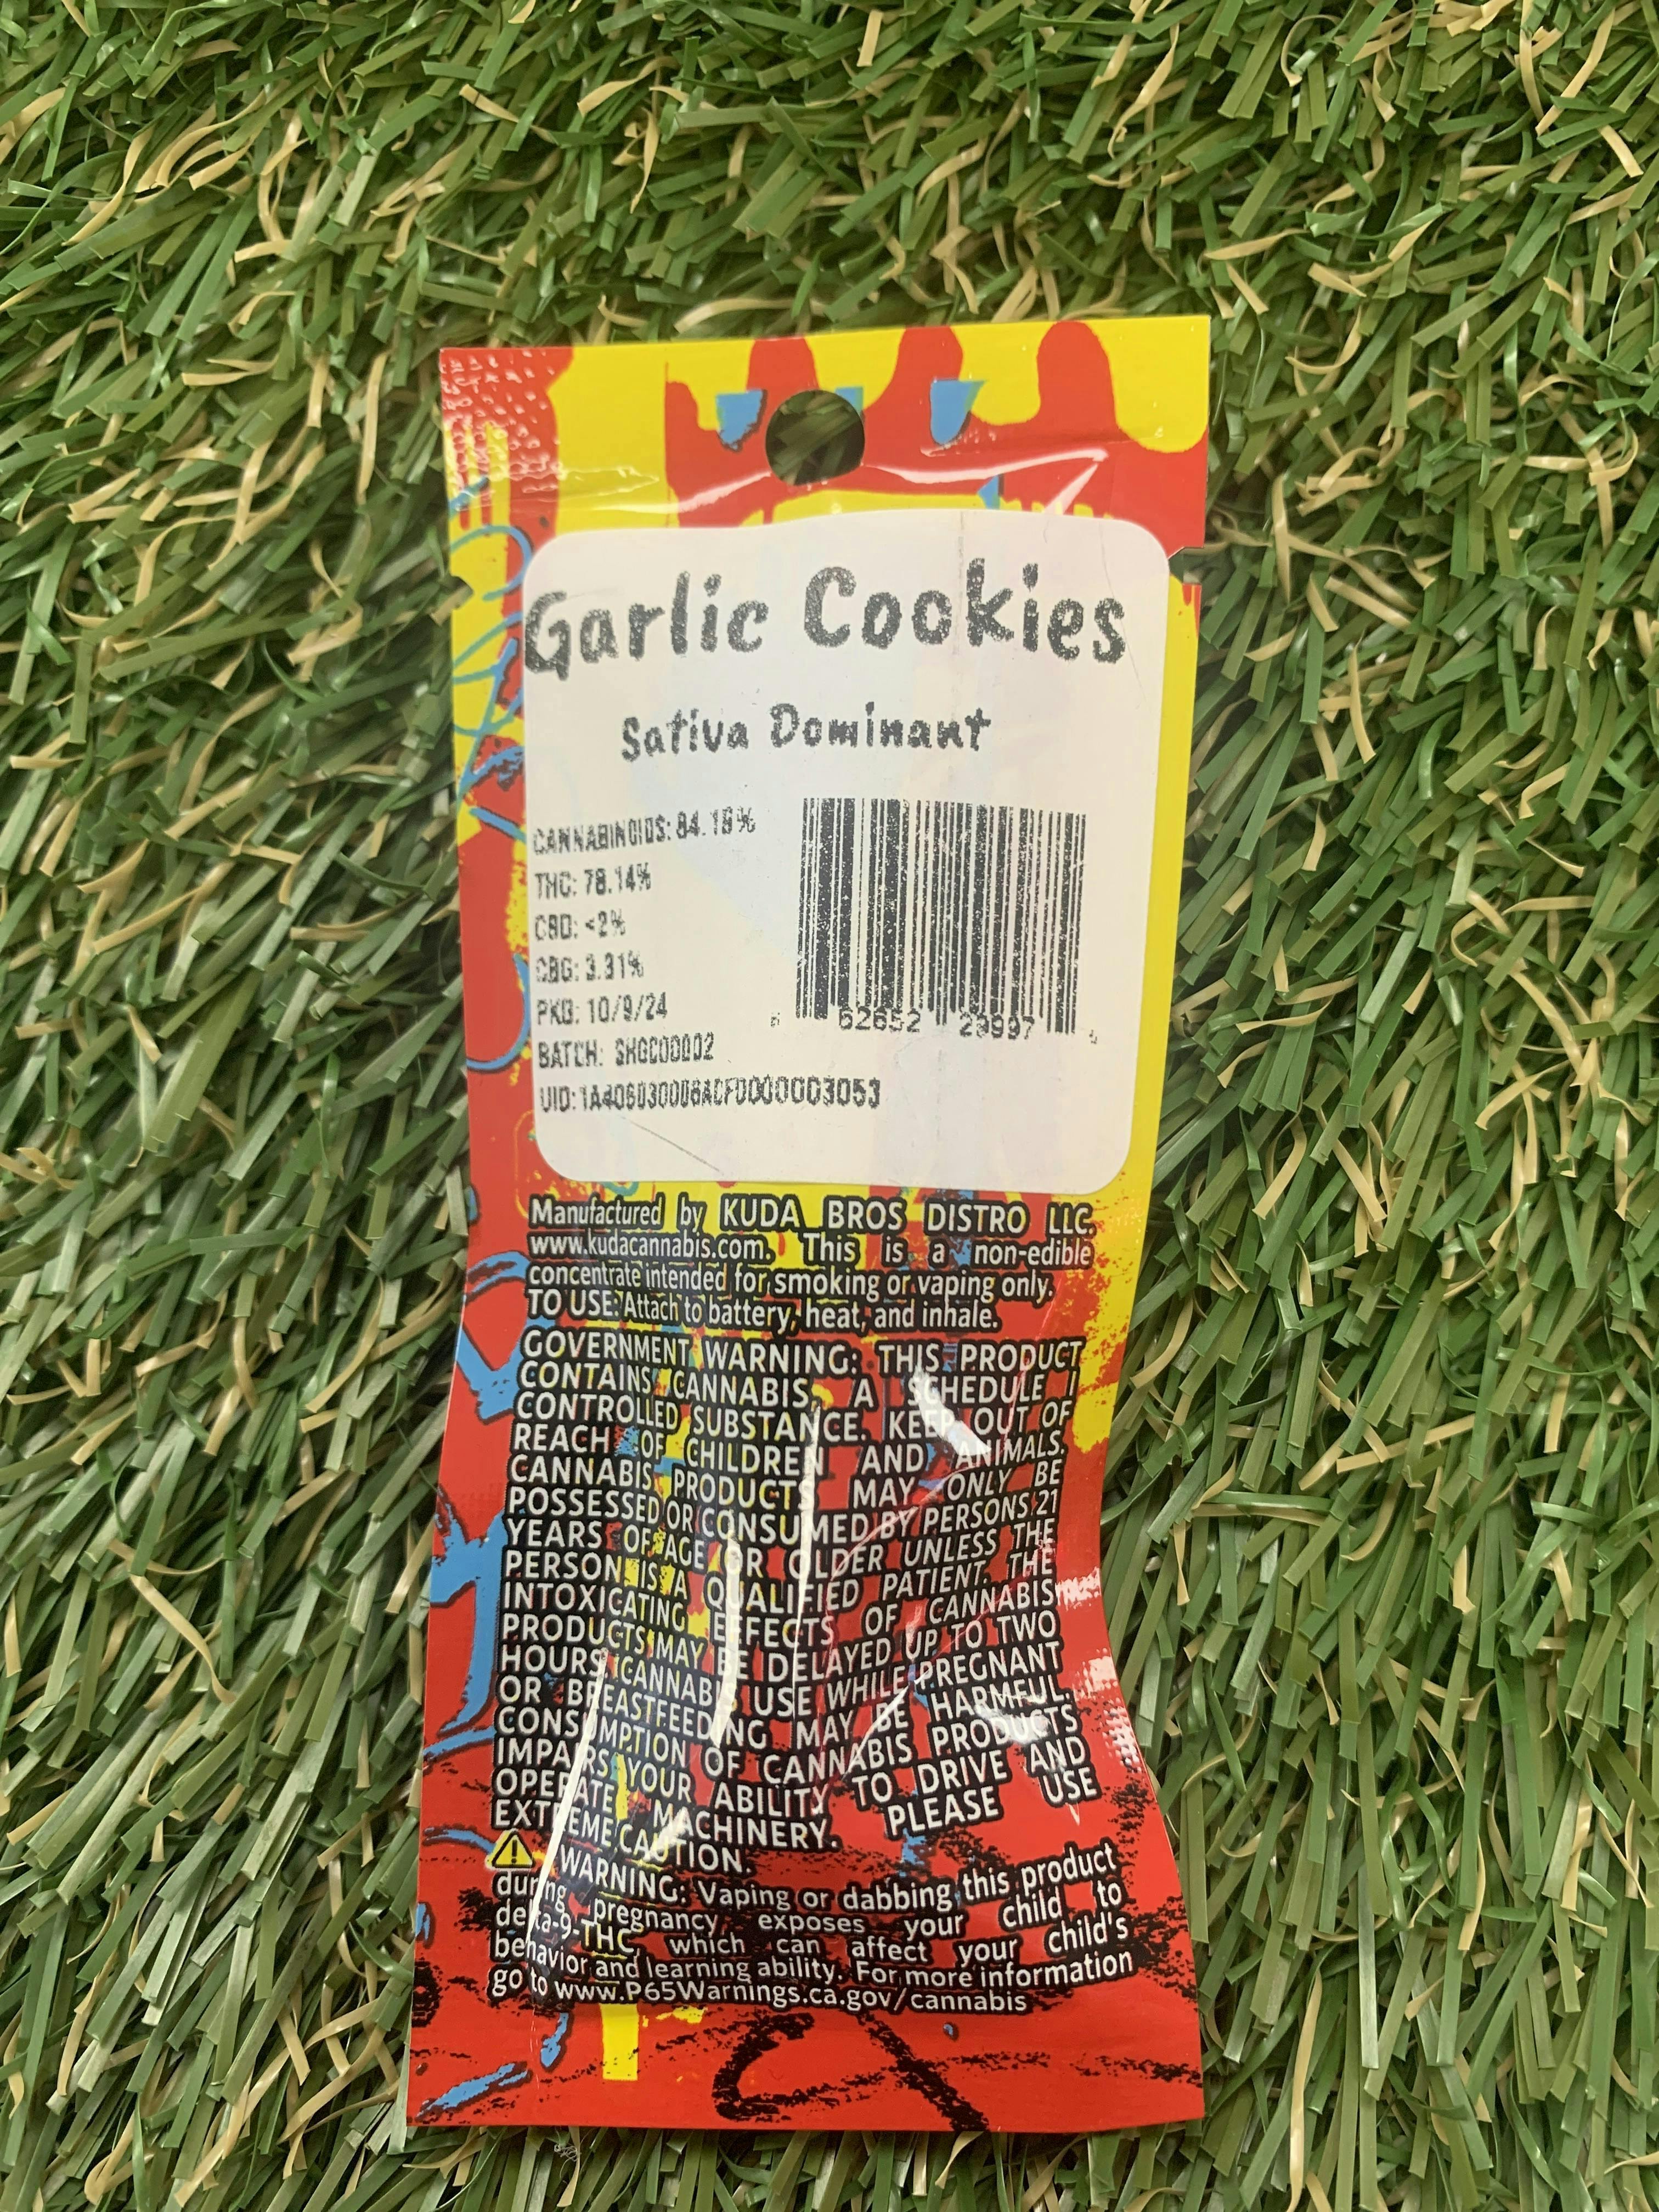 Garlic Cookies
Sativa Dominant
CANNABINOIDS: 84.18%
THC: 78.14%
CBD: <2%
CBG: 3.31%
PKD: 10/9/24
BATCH: SHGC00002
62652 29997
Manufactured by KUDA BROS DISTRO LLC.
www.kudacannabis.com. This is a non-edible
concentrate intended for smoking or vaping only.
TO USE: Attach to battery, heat, and inhale.
GOVERNMENT WARNING: THIS PRODUCT
CONTAINS CANNABIS, A SCHEDULE I
CONTROLLED SUBSTANCE. KEEP OUT OF
REACH OF CHILDREN AND ANIMALS.
CANNABIS PRODUCTS MAY ONLY BE
POSSESSED OR CONSUMED BY PERSONS 21
YEARS OF AGE OR OLDER UNLESS THE
PERSON IS A QUALIFIED PATIENT. THE
INTOXICATING EFFECTS OF CANNABIS
PRODUCTS MAY BE DELAYED UP TO TWO
HOURS. CANNABIS USE WHILE PREGNANT
OR BREASTFEEDING MAY BE HARMFUL.
CONSUMPTION OF CANNABIS PRODUCTS
IMPAIRS YOUR ABILITY TO DRIVE AND
OPERATE MACHINERY. PLEASE USE
EXTREME CAUTION.
WARNING: Vaping or dabbing this product
during pregnancy exposes your child to
delta-9-THC, which can affect your child's
behavior and learning ability. For more information
go to www.P65Warnings.ca.gov/cannabis